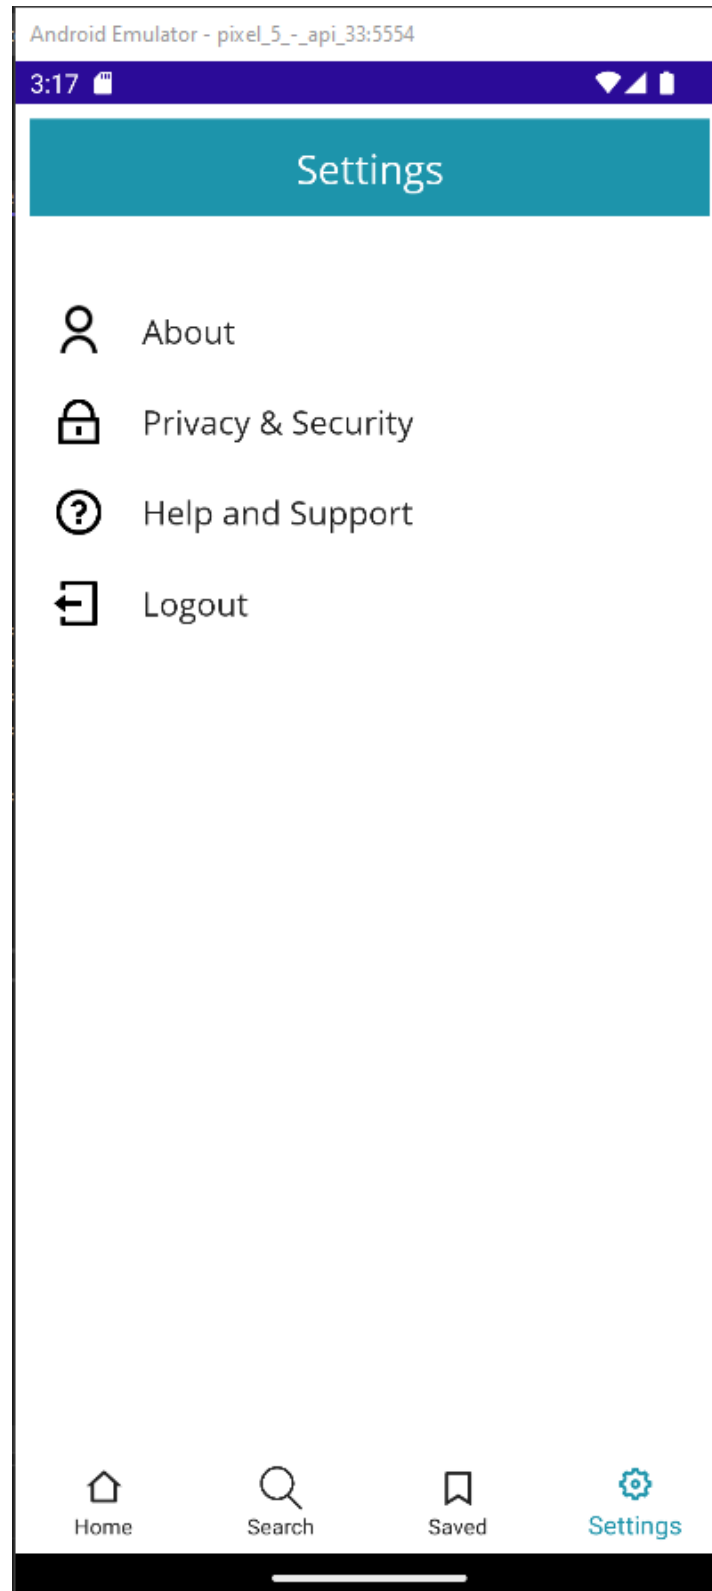 Android Emulator - pixel_5_-_api_33:5554
3:17
Settings
About
Privacy & Security
Help and Support
Logout
Home Search Saved Settings